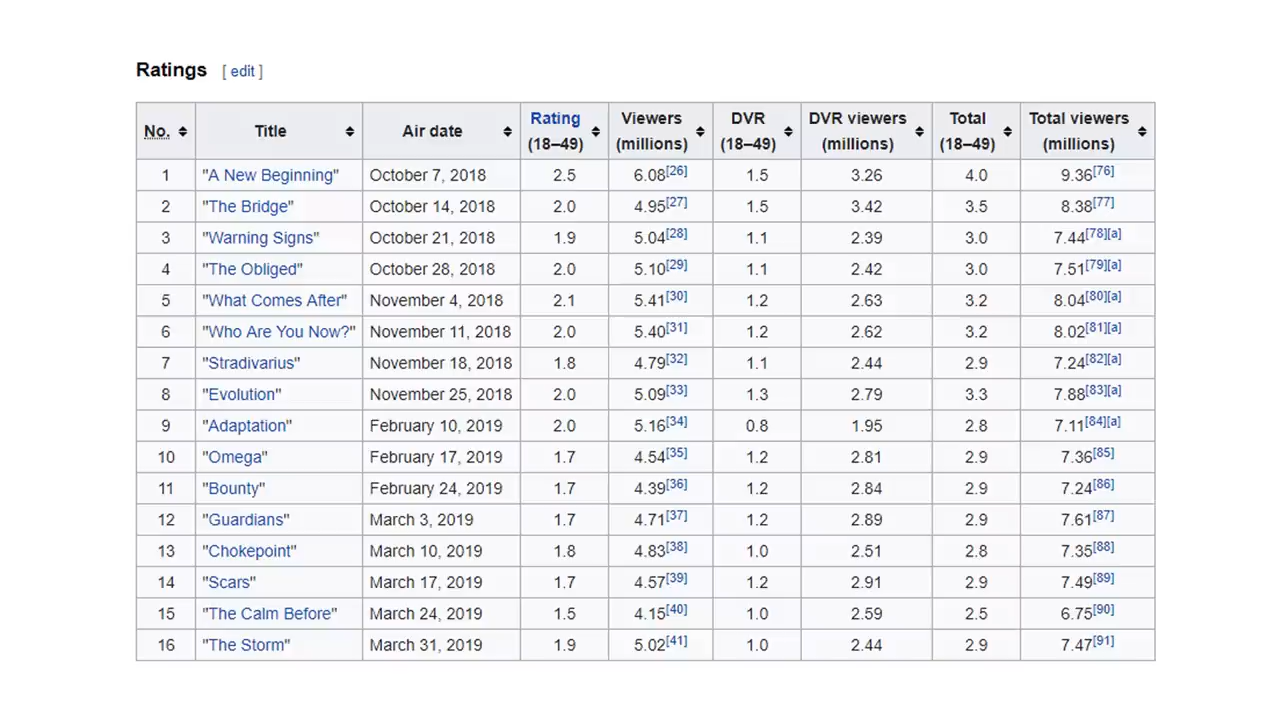 Ratings [ edit ]
No. Title Air date Rating (18–49) Viewers (millions) DVR (18–49) DVR viewers (millions) Total (18–49) Total viewers (millions)
1 "A New Beginning" October 7, 2018 2.5 6.08[26] 1.5 3.26 4.0 9.36[76]
2 "The Bridge" October 14, 2018 2.0 4.95[27] 1.5 3.42 3.5 8.38[77]
3 "Warning Signs" October 21, 2018 1.9 5.04[28] 1.1 2.39 3.0 7.44[78][a]
4 "The Obliged" October 28, 2018 2.0 5.10[29] 1.1 2.42 3.0 7.51[79][a]
5 "What Comes After" November 4, 2018 2.1 5.41[30] 1.2 2.63 3.2 8.04[80][a]
6 "Who Are You Now?" November 11, 2018 2.0 5.40[31] 1.2 2.62 3.2 8.02[81][a]
7 "Stradivarius" November 18, 2018 1.8 4.79[32] 1.1 2.44 2.9 7.24[82][a]
8 "Evolution" November 25, 2018 2.0 5.09[33] 1.3 2.79 3.3 7.88[83][a]
9 "Adaptation" February 10, 2019 2.0 5.16[34] 0.8 1.95 2.8 7.11[84][a]
10 "Omega" February 17, 2019 1.7 4.54[35] 1.2 2.81 2.9 7.36[85]
11 "Bounty" February 24, 2019 1.7 4.39[36] 1.2 2.84 2.9 7.24[86]
12 "Guardians" March 3, 2019 1.7 4.71[37] 1.2 2.89 2.9 7.61[87]
13 "Chokepoint" March 10, 2019 1.8 4.83[38] 1.0 2.51 2.8 7.35[88]
14 "Scars" March 17, 2019 1.7 4.57[39] 1.2 2.91 2.9 7.49[89]
15 "The Calm Before" March 24, 2019 1.5 4.15[40] 1.0 2.59 2.5 6.75[90]
16 "The Storm" March 31, 2019 1.9 5.02[41] 1.0 2.44 2.9 7.47[91]